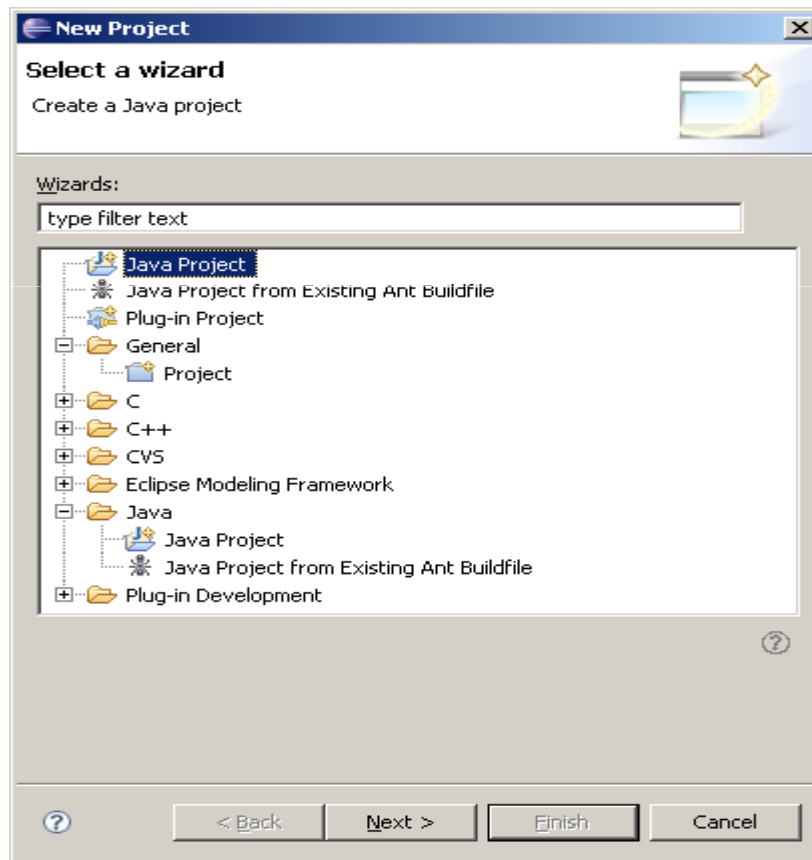 New Project
Select a wizard
Create a Java project
Wizards:
type filter text
Java Project
Java Project from Existing Ant Buildfile
Plug-in Project
General
Project
C
C++
CVS
Eclipse Modeling Framework
Java
Java Project
Java Project from Existing Ant Buildfile
Plug-in Development
< Back
Next >
Finish
Cancel